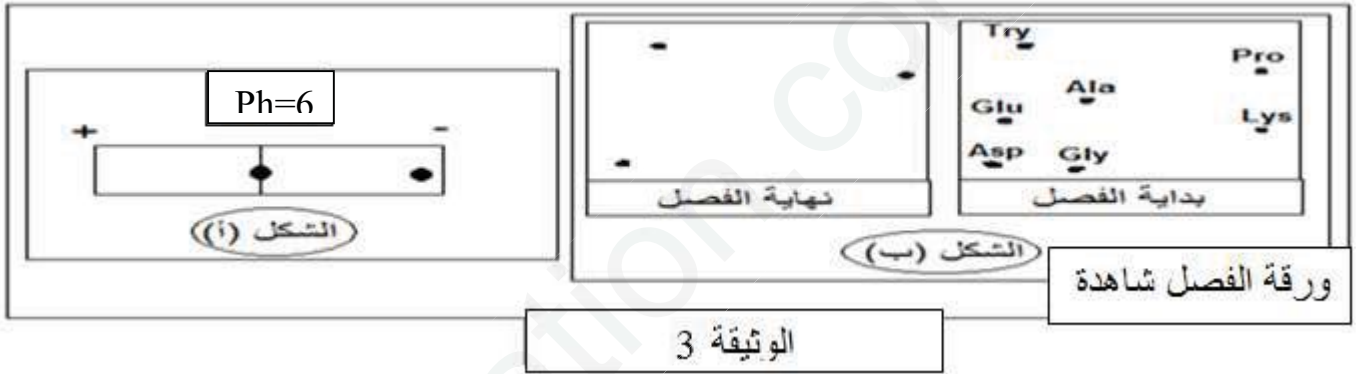 Ph=6
+ -
الشكل (أ)
Try
Pro
Ala
Glu
Lys
Asp
Gly
بداية الفصل
نهاية الفصل
الشكل (ب)
ورقة الفصل شاهدة
الوثيقة 3